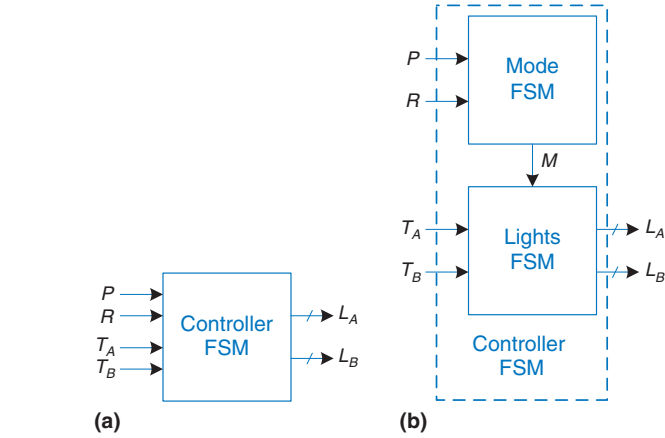 P
R
T_A
T_B
Controller
FSM
L_A
L_B
(a)
P
R
Mode
FSM
M
T_A
T_B
Lights
FSM
L_A
L_B
Controller
FSM
(b)